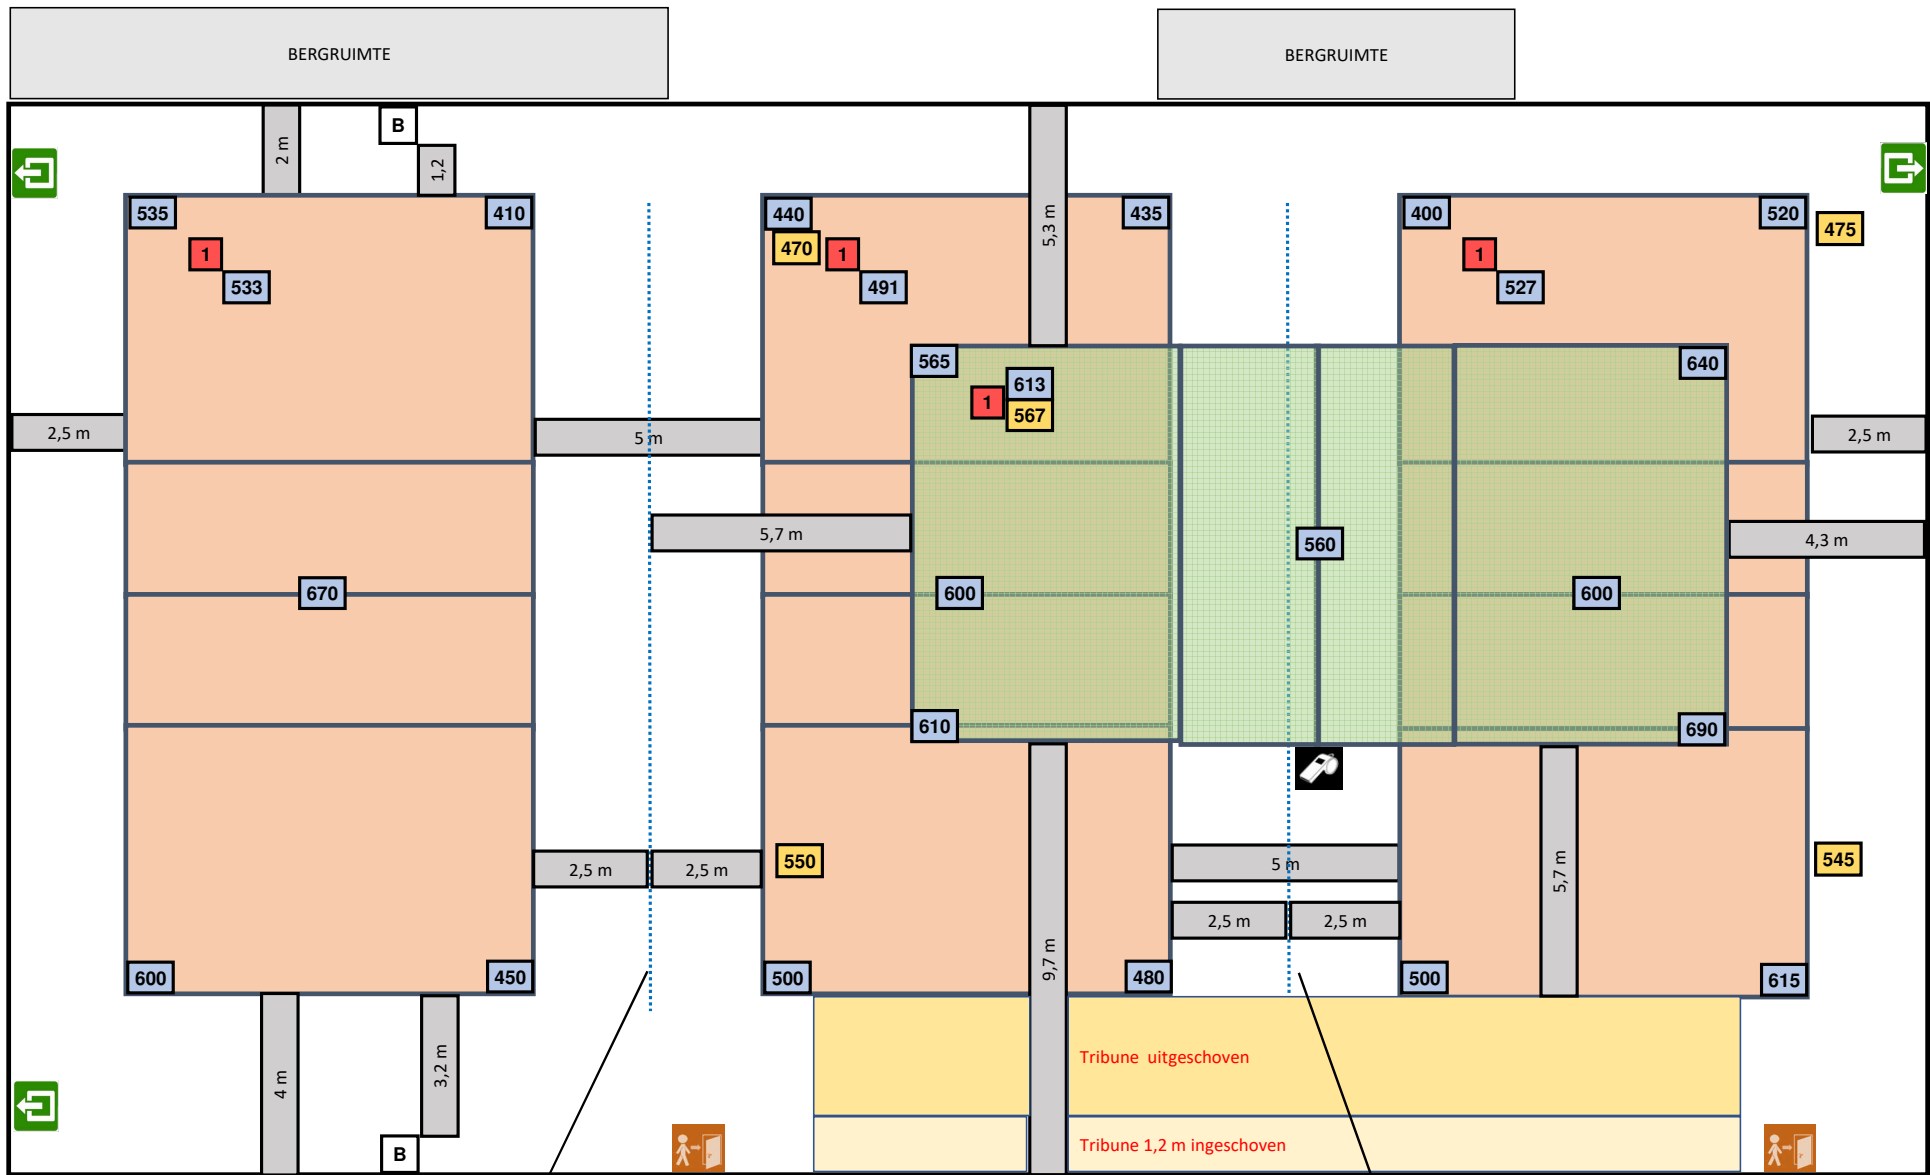 BERGRUIMTE
BERGRUIMTE
B
2 m
1,2
5,3 m
535
410
440
435
400
520
470
475
1
533
1
491
1
527
565
640
613
1
567
2,5 m
5 m
2,5 m
5,7 m
560
4,3 m
670
600
600
610
690
550
5 m
545
2,5 m
2,5 m
5,7 m
2,5 m
2,5 m
9,7 m
600
450
500
480
500
615
4 m
3,2 m
Tribune uitgeschoven
B
Tribune 1,2 m ingeschoven